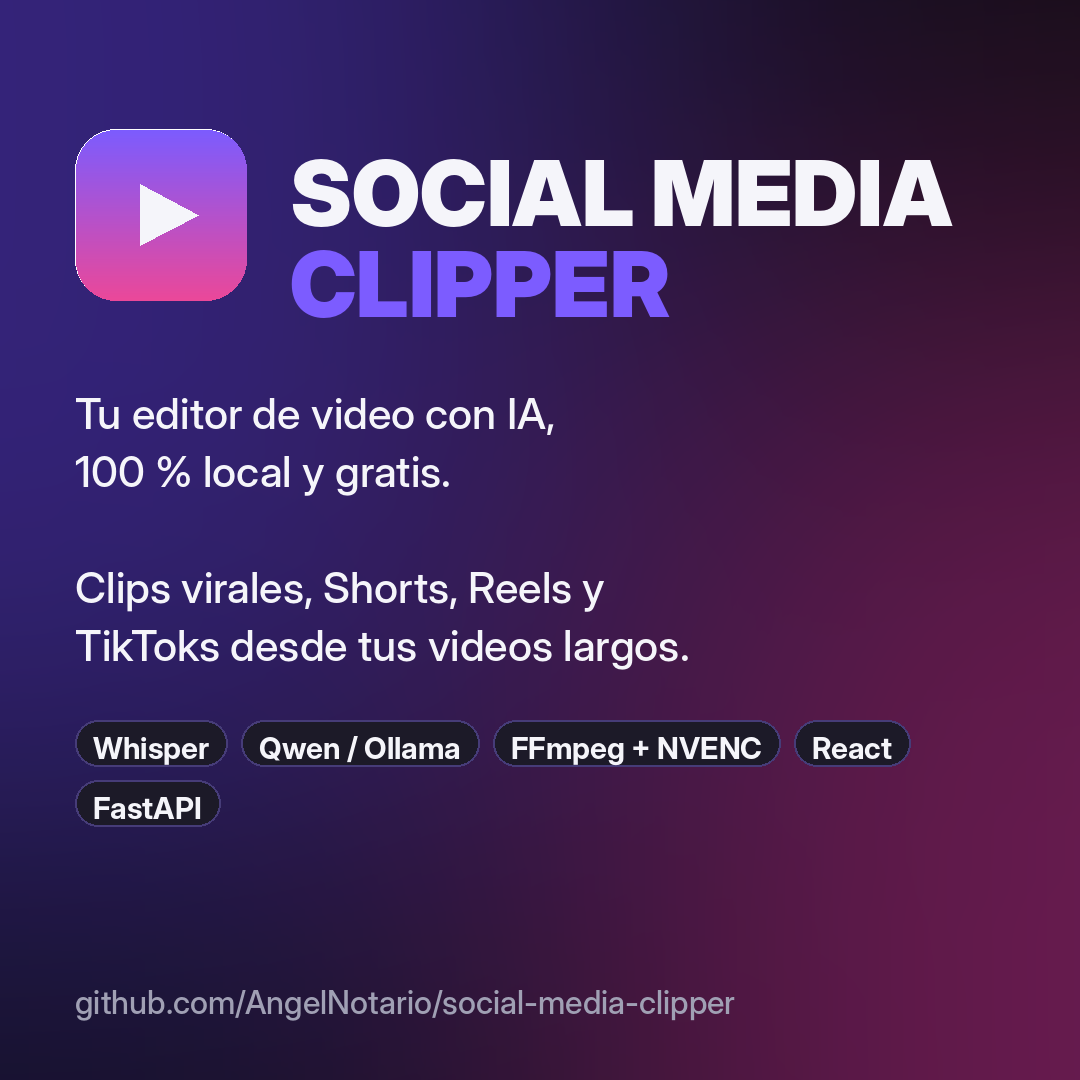 SOCIAL MEDIA
CLIPPER
Tu editor de video con IA,
100 % local y gratis.
Clips virales, Shorts, Reels y
TikToks desde tus videos largos.
Whisper Qwen / Ollama FFmpeg + NVENC React
FastAPI
github.com/AngelNotario/social-media-clipper